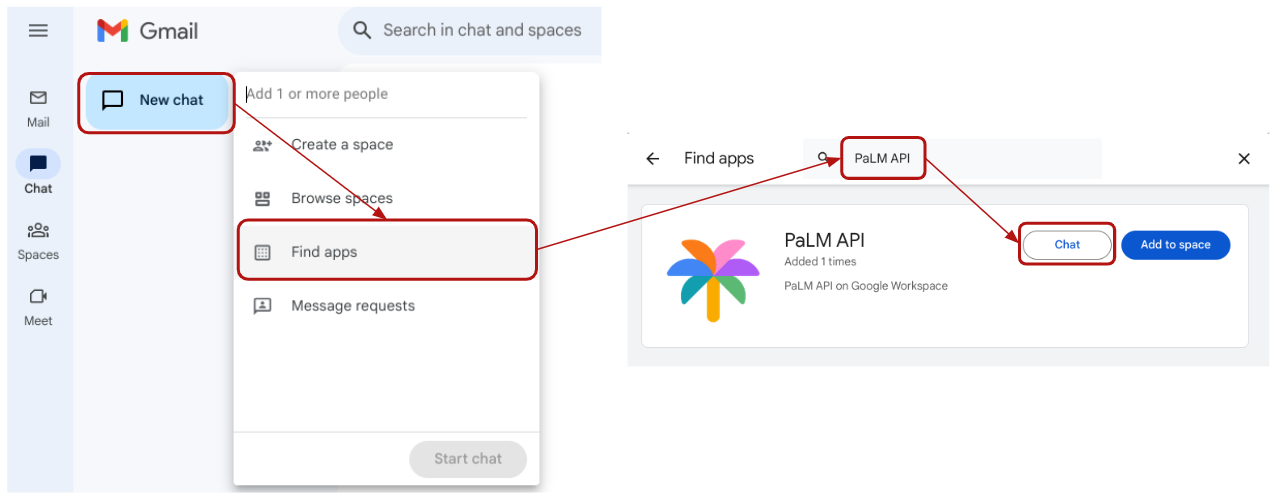 Gmail
Search in chat and spaces
New chat
Add 1 or more people
Mail
Create a space
Chat
Browse spaces
Spaces
Find apps
Meet
Message requests
Start chat
Find apps
PaLM API
PaLM API
Added 1 times
PaLM API on Google Workspace
Chat
Add to space